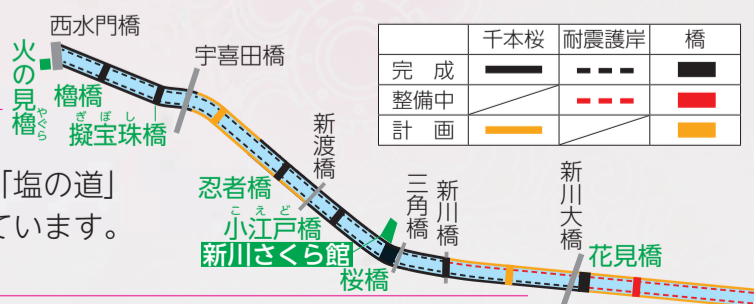 西水門橋
宇喜田橋
火の見櫓
やぐら
櫓橋
ぎぼし
擬宝珠橋
千本桜 耐震護岸 橋
完成
整備中
計画
「塩の道」
ています。
新渡橋
忍者橋
こえど
小江戸橋
新川さくら館
桜橋
三角橋
新川橋
新川大橋
花見橋